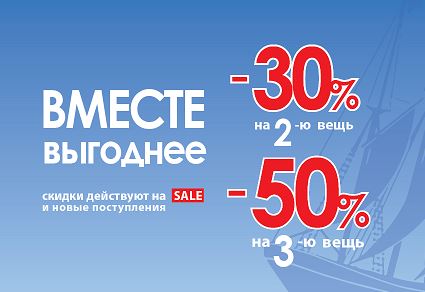 ВМЕСТЕ
выгоднее
скидки действуют на SALE
и новые поступления
-30%
на 2-ю вещь
-50%
на 3-ю вещь